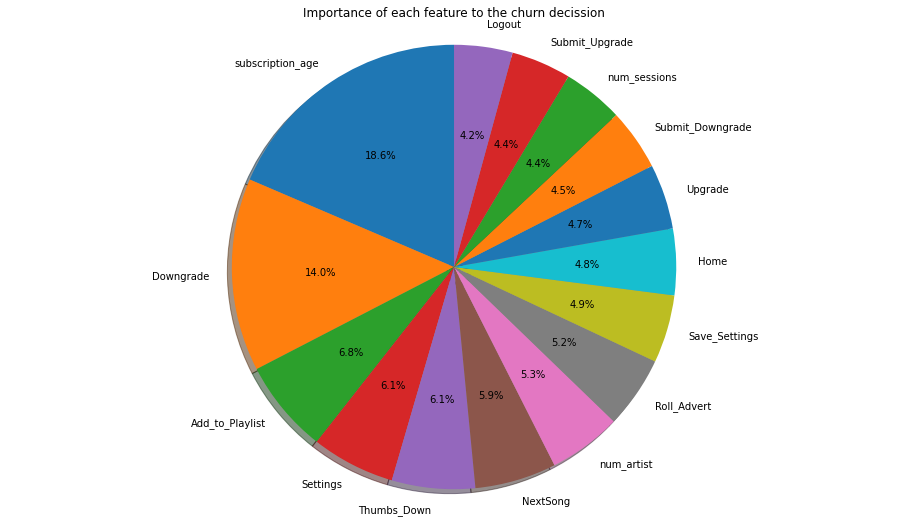 Importance of each feature to the churn decission
subscription_age
18.6%
Downgrade
14.0%
Add_to_Playlist
6.8%
Settings
6.1%
Thumbs_Down
6.1%
NextSong
5.9%
num_artist
5.3%
Roll_Advert
5.2%
Save_Settings
4.9%
Home
4.8%
Upgrade
4.7%
Submit_Downgrade
4.5%
num_sessions
4.4%
Submit_Upgrade
4.4%
Logout
4.2%